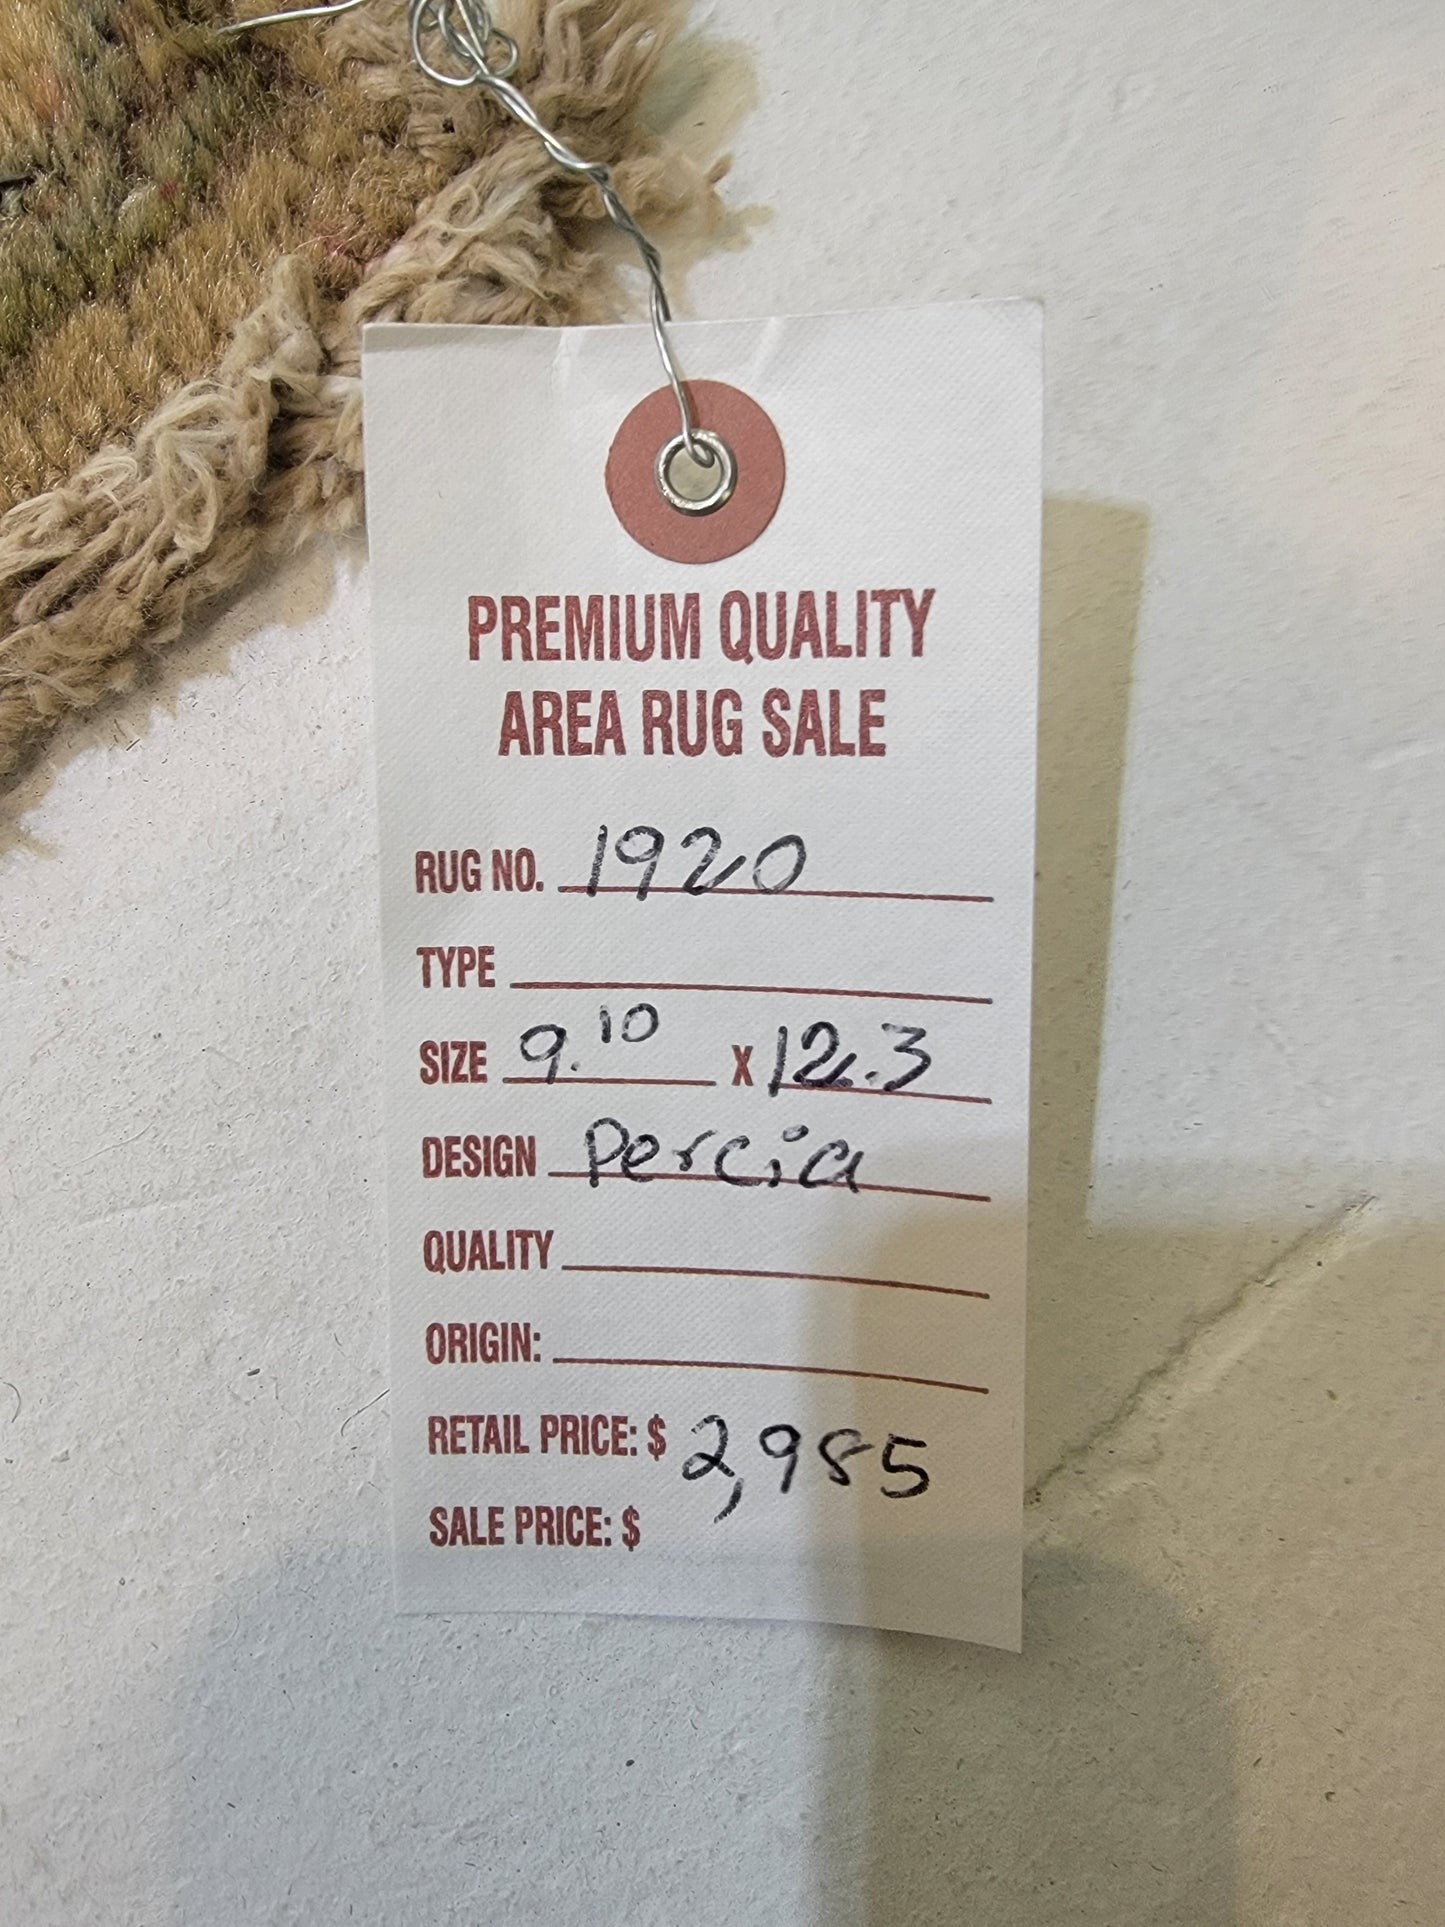 PREMIUM QUALITY
AREA RUG SALE
RUG NO. 1920
TYPE
SIZE 9.10 X 12.3
DESIGN Percia
QUALITY
ORIGIN:
RETAIL PRICE: $ 2,985
SALE PRICE: $